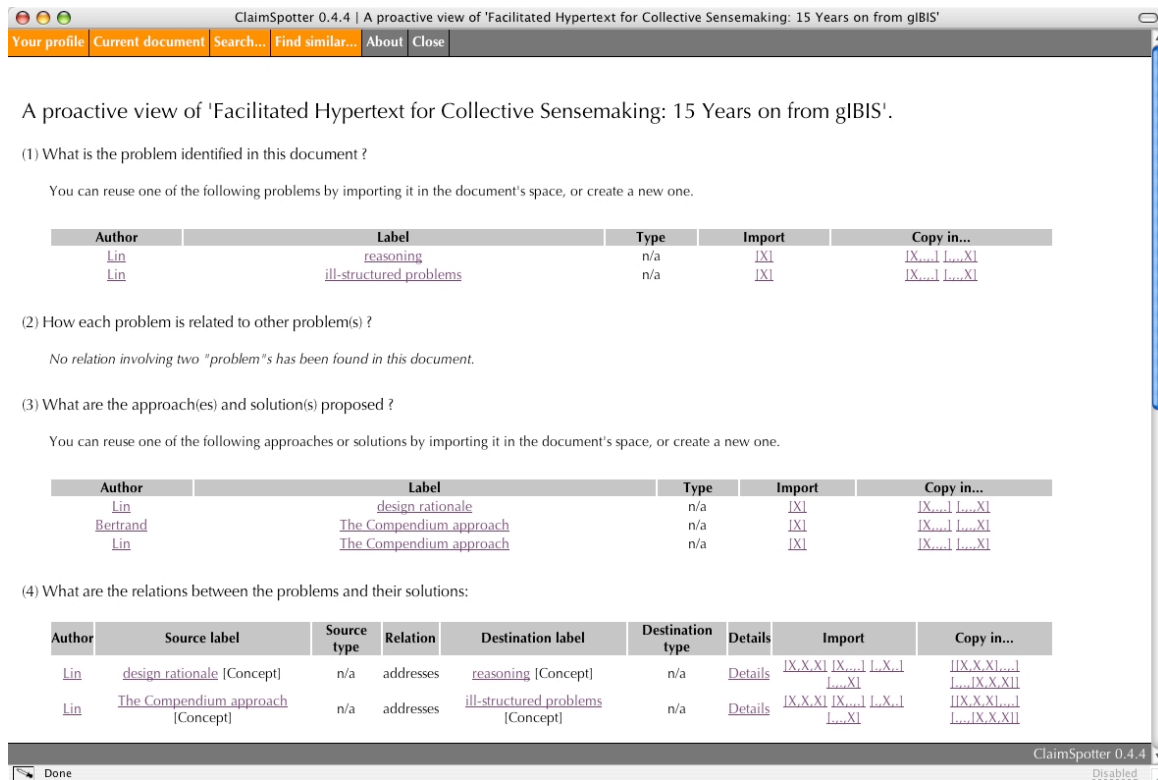 ClaimSpotter 0.4.4 | A proactive view of 'Facilitated Hypertext for Collective Sensemaking: 15 Years on from gIBIS'
Your profile Current document Search... Find similar... About Close
A proactive view of 'Facilitated Hypertext for Collective Sensemaking: 15 Years on from gIBIS'.
(1) What is the problem identified in this document ?
You can reuse one of the following problems by importing it in the document's space, or create a new one.
Author Label Type Import Copy in...
Lin reasoning n/a [X] [X,.,.] [.,.,X]
Lin ill-structured problems n/a [X] [X,.,.] [.,.,X]
(2) How each problem is related to other problem(s) ?
No relation involving two "problem"s has been found in this document.
(3) What are the approach(es) and solution(s) proposed ?
You can reuse one of the following approaches or solutions by importing it in the document's space, or create a new one.
Author Label Type Import Copy in...
Lin design rationale n/a [X] [X,.,.] [.,.,X]
Bertrand The Compendium approach n/a [X] [X,.,.] [.,.,X]
Lin The Compendium approach n/a [X] [X,.,.] [.,.,X]
(4) What are the relations between the problems and their solutions:
Author Source label Source type Relation Destination label Destination type Details Import Copy in...
Lin design rationale [Concept] n/a addresses reasoning [Concept] n/a Details [X,X,X] [X,.,.] [.,X,.] [.,.,X] [[X,X,X],.,.] [.,.,[X,X,X]]
Lin The Compendium approach [Concept] n/a addresses ill-structured problems [Concept] n/a Details [X,X,X] [X,.,.] [.,X,.] [.,.,X] [[X,X,X],.,.] [.,.,[X,X,X]]
ClaimSpotter 0.4.4
Done Disabled